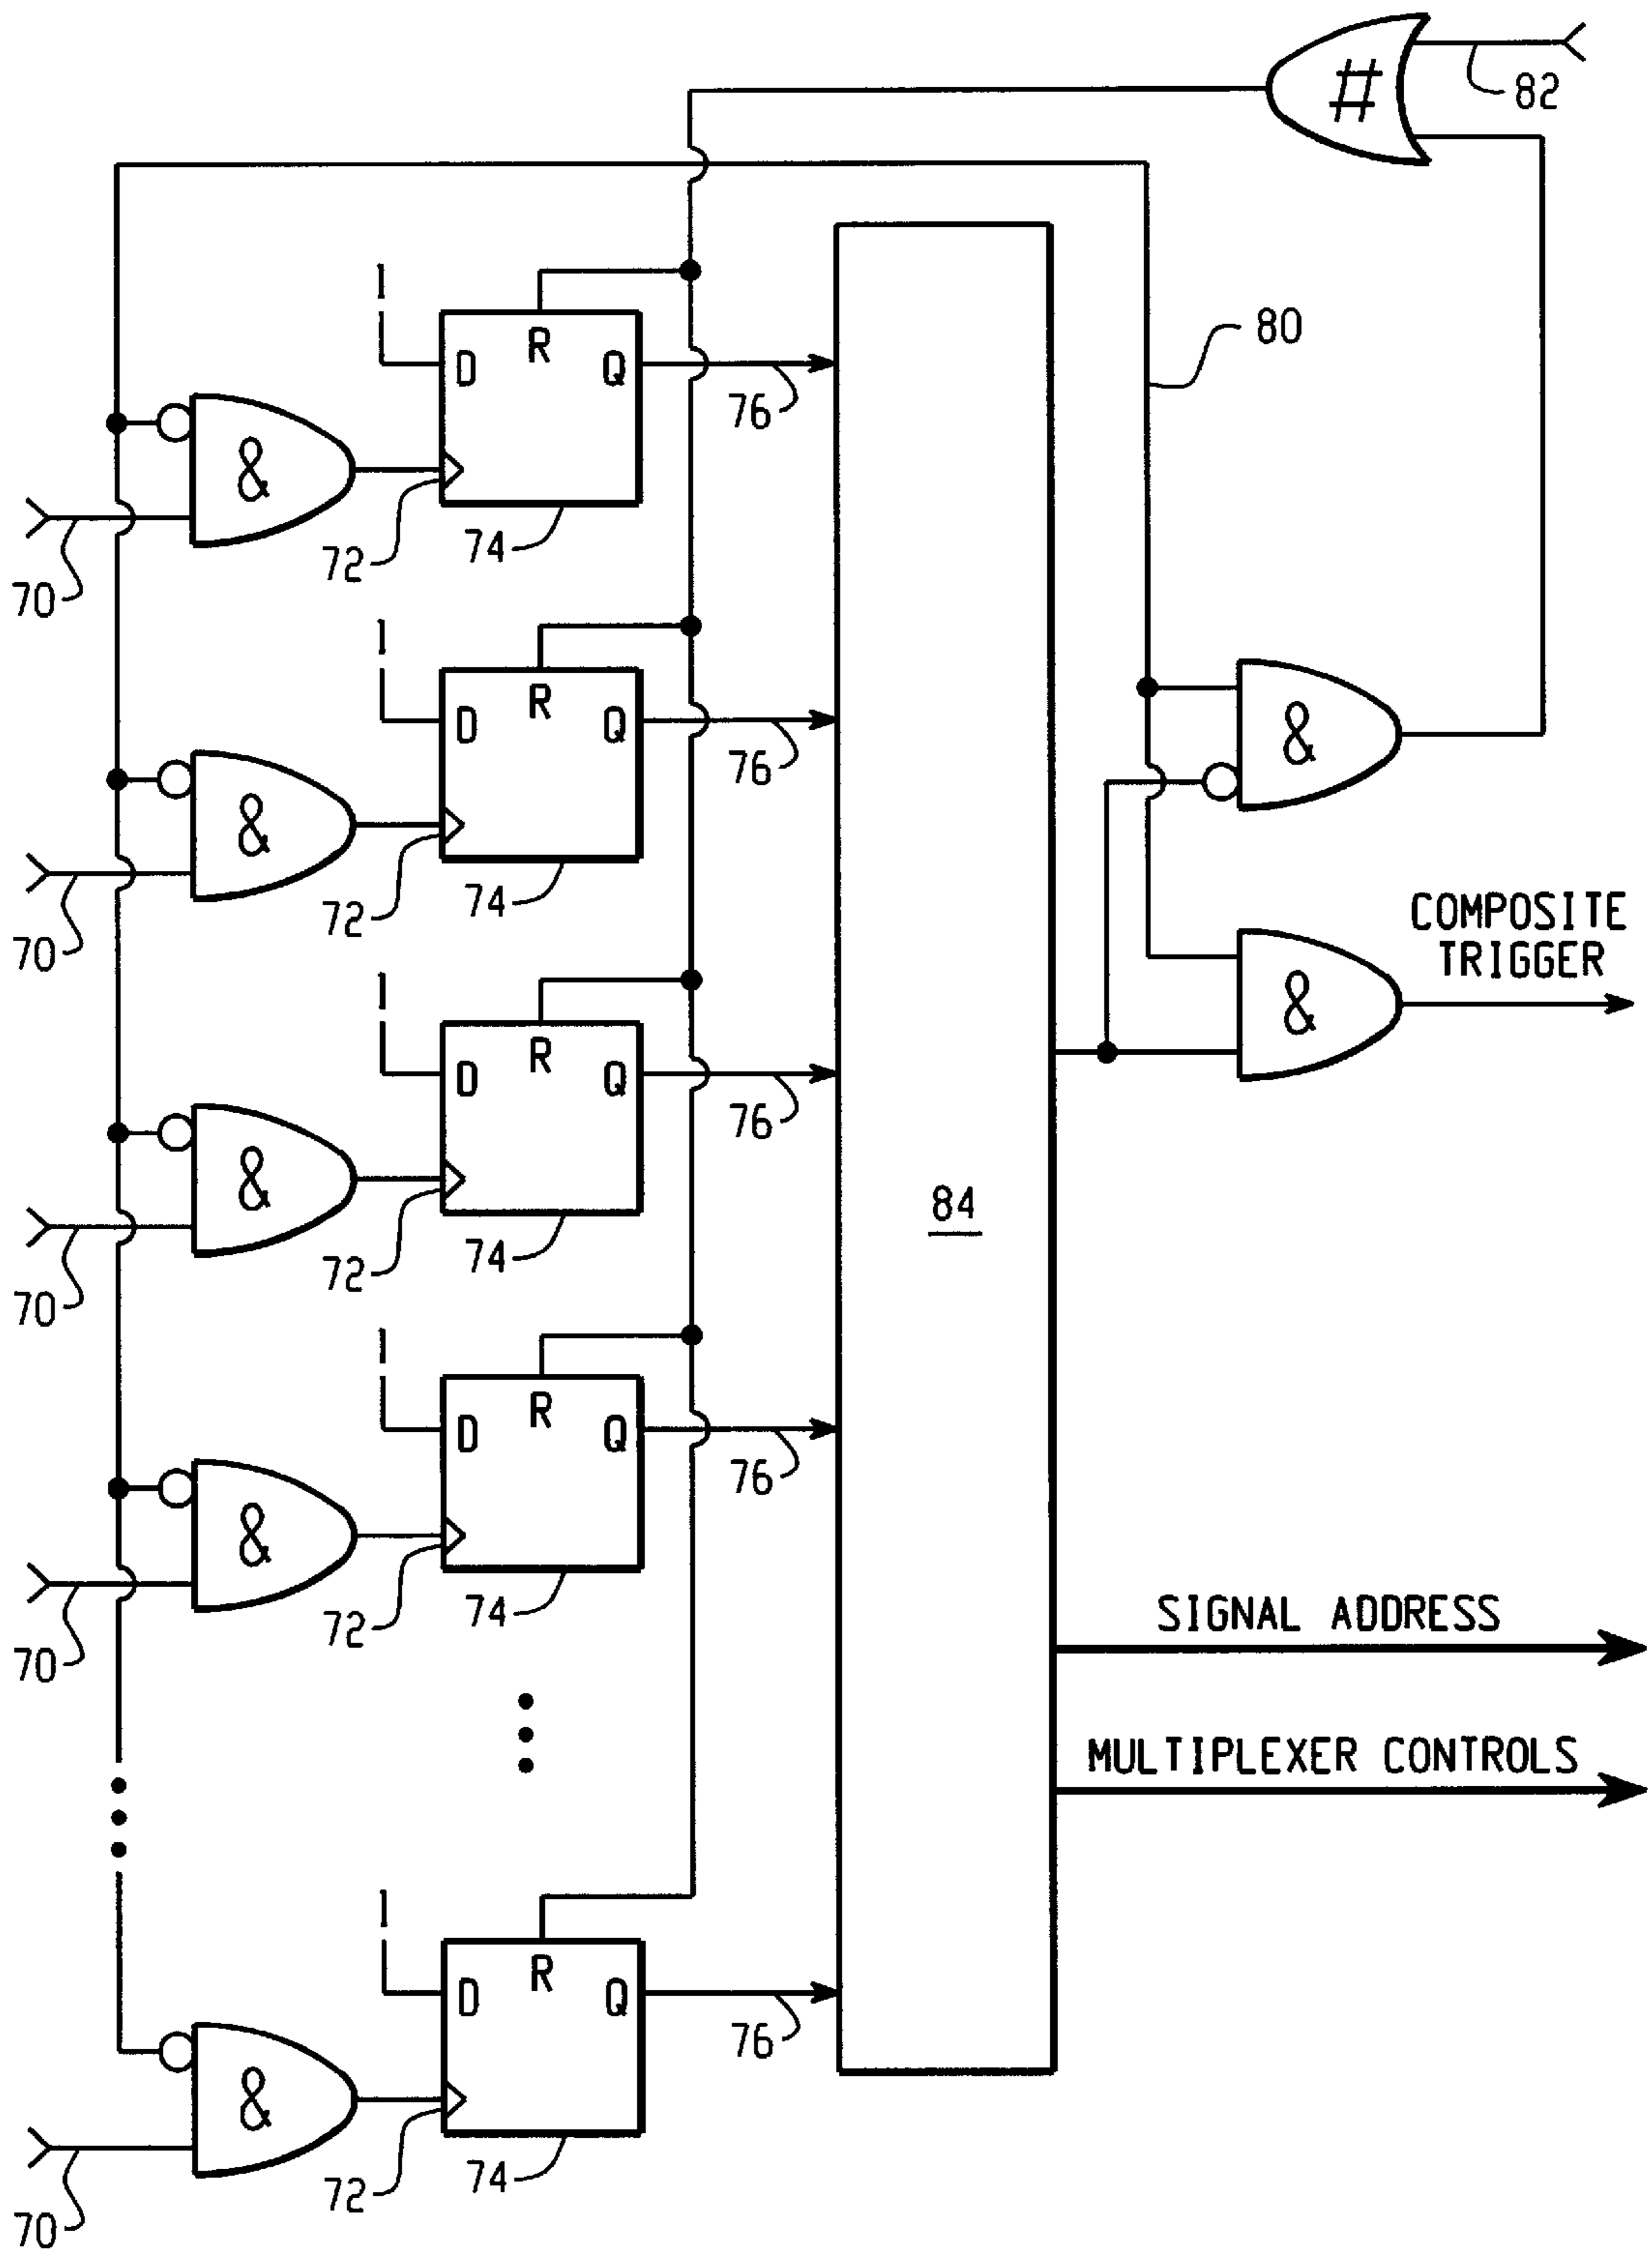 #
82
80
1
R
D
Q
&
76
72
74
70
1
R
D
Q
&
76
72
74
70
&
COMPOSITE
TRIGGER
&
1
R
D
Q
&
76
72
74
70
84
1
R
D
Q
&
76
72
74
70
SIGNAL ADDRESS
MULTIPLEXER CONTROLS
1
R
D
Q
&
76
72
74
70